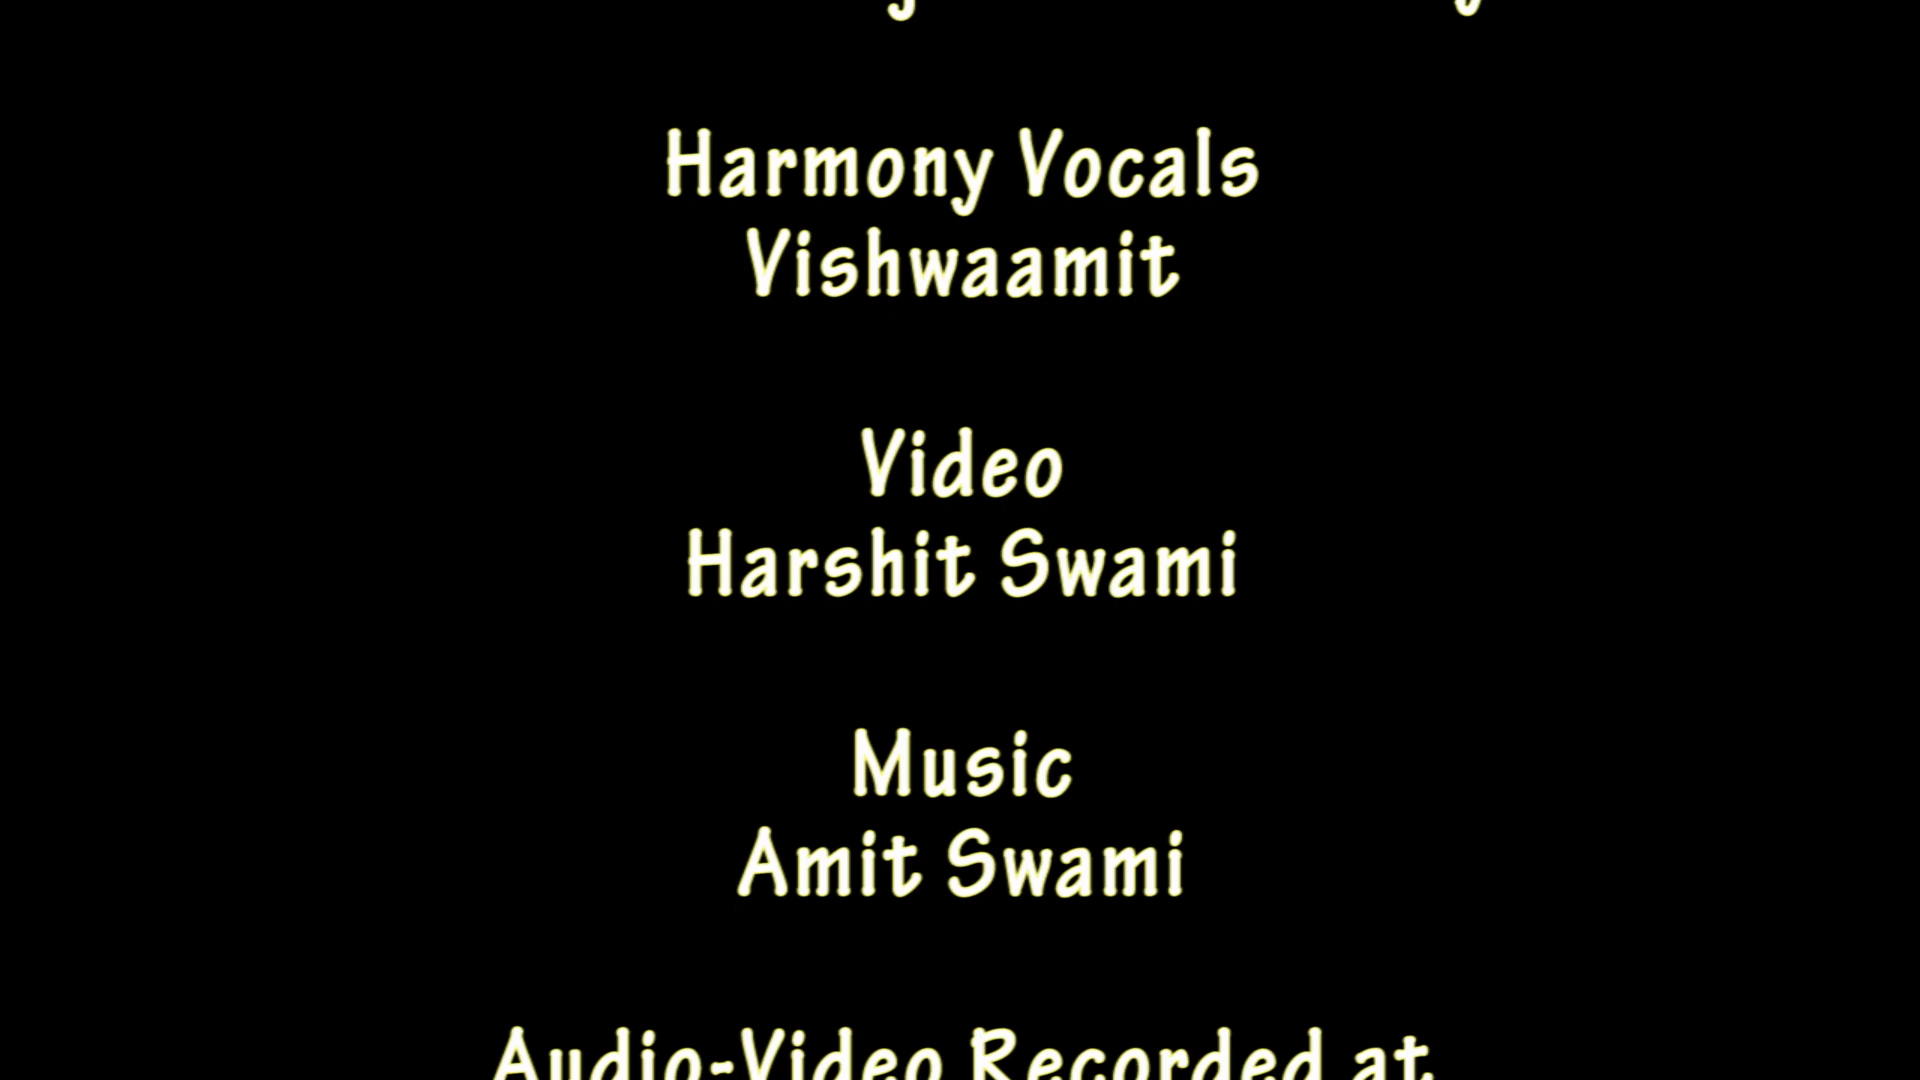 Harmony Vocals
Vishwaamit
Video
Harshit Swami
Music
Amit Swami
Audio-Video Recorded at